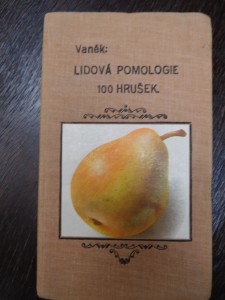 Vaněk:
LIDOVÁ POMOLOGIE
100 HRUŠEK.